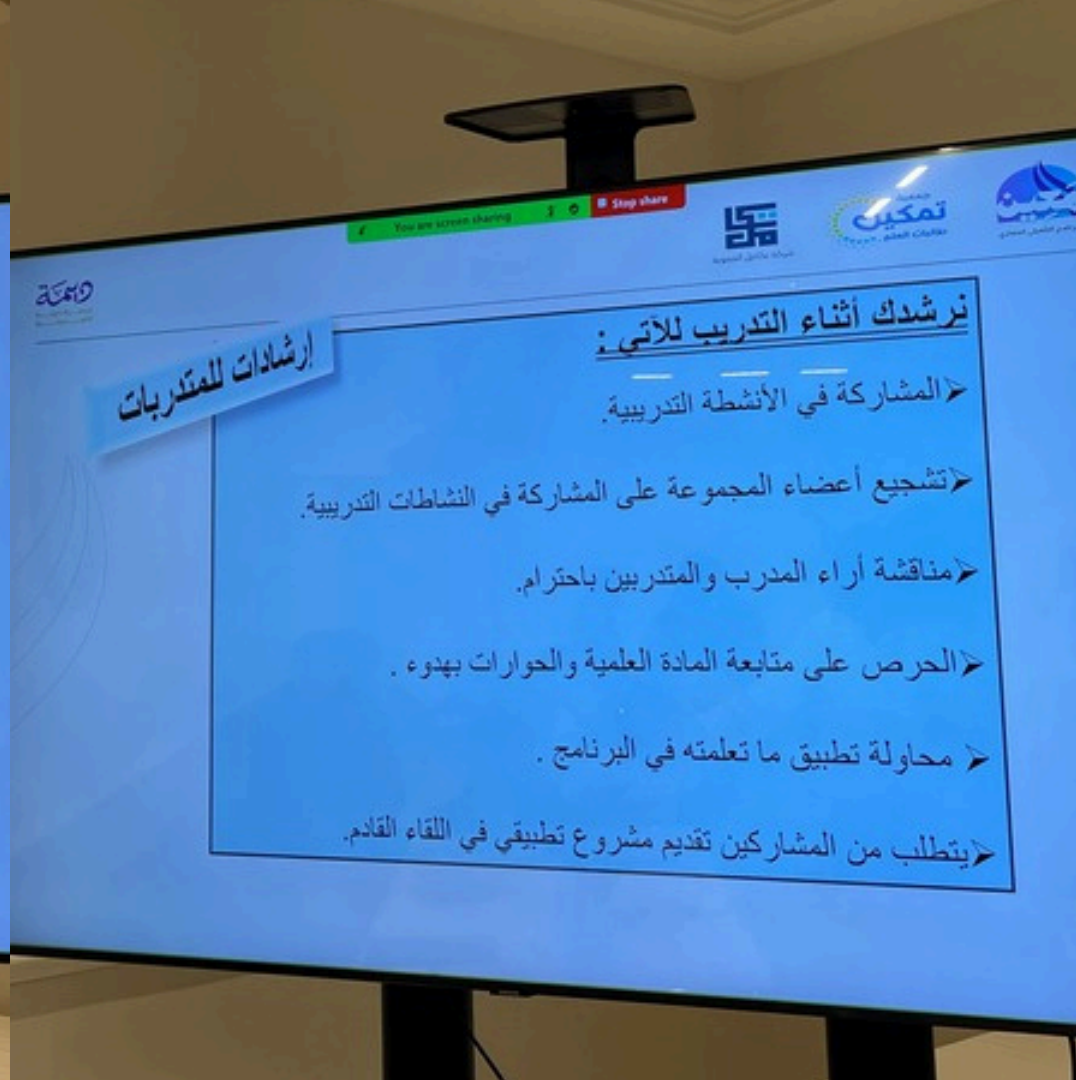 You are screen sharing
Stop share
جمعية
تمكين
وسمة
إرشادات للمتدربات
نرشدك أثناء التدريب للآتي :
المشاركة في الأنشطة التدريبية.
تشجيع أعضاء المجموعة على المشاركة في النشاطات التدريبية.
مناقشة أراء المدرب والمتدربين باحترام.
الحرص على متابعة المادة العلمية والحوارات بهدوء .
محاولة تطبيق ما تعلمته في البرنامج .
يتطلب من المشاركين تقديم مشروع تطبيقي في اللقاء القادم.